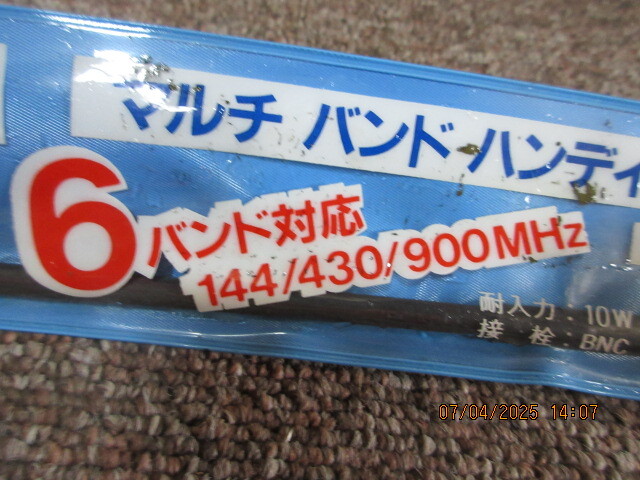 マルチ バンド ハンディ
6バンド対応
144/430/900MHz
耐入力：10W
接　栓：BNC
07/04/2025 14:07